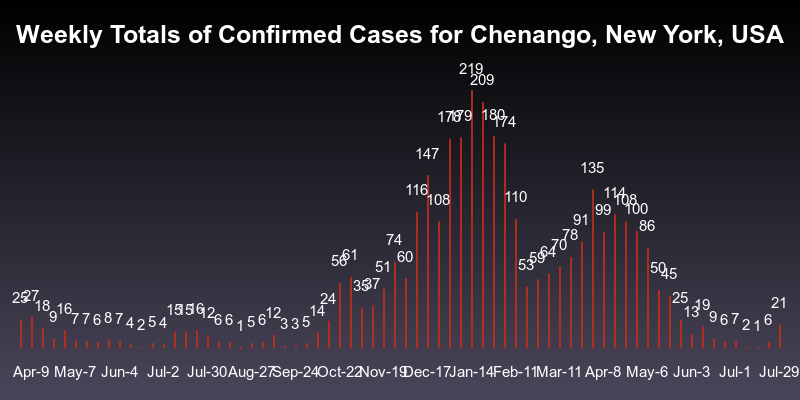 Weekly Totals of Confirmed Cases for Chenango, New York, USA
25 27 18 9 16 7 7 6 8 7 4 2 5 4 15 15 16 12 6 6 1 5 6 12 3 3 5 14 24 56 61 35 37 51 74 60 116 147 108 178 179 219 209 180 174 110 53 59 64 70 78 91 135 99 114 108 100 86 50 45 25 13 19 9 6 7 2 1 6 21
Apr-9 May-7 Jun-4 Jul-2 Jul-30 Aug-27 Sep-24 Oct-22 Nov-19 Dec-17 Jan-14 Feb-11 Mar-11 Apr-8 May-6 Jun-3 Jul-1 Jul-29